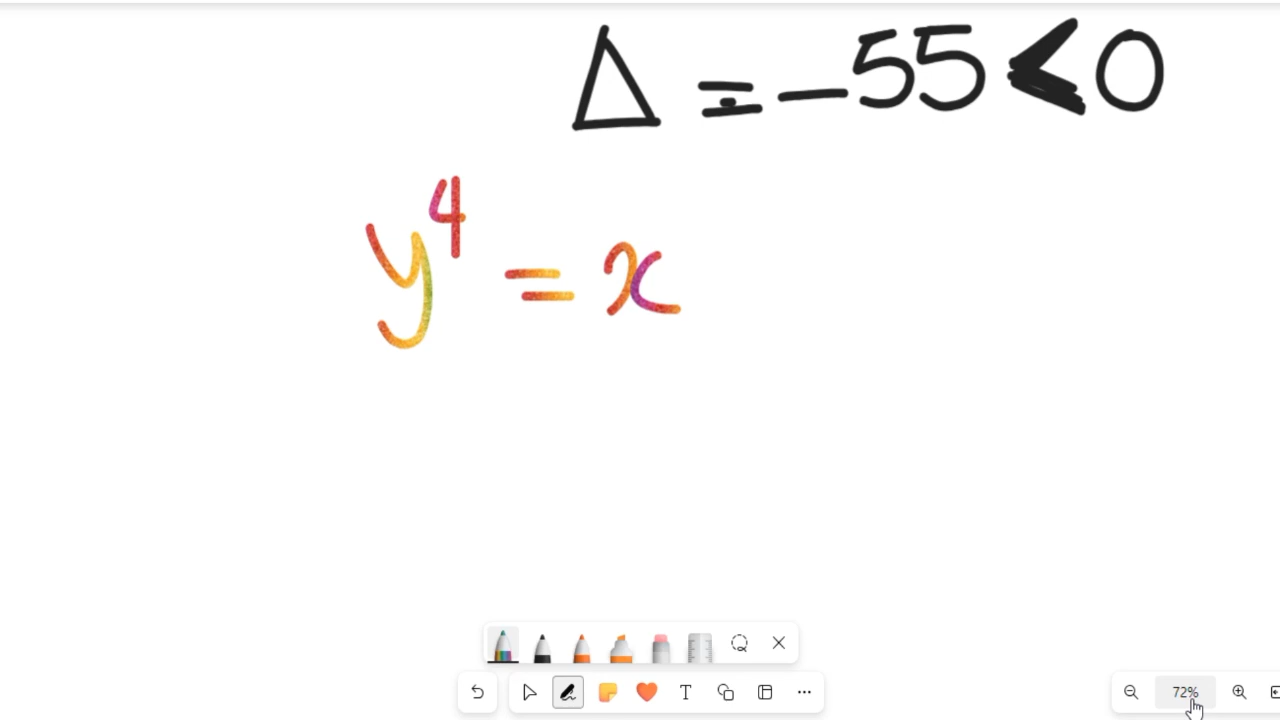 Δ = -55 < 0
y⁴ = x
72%